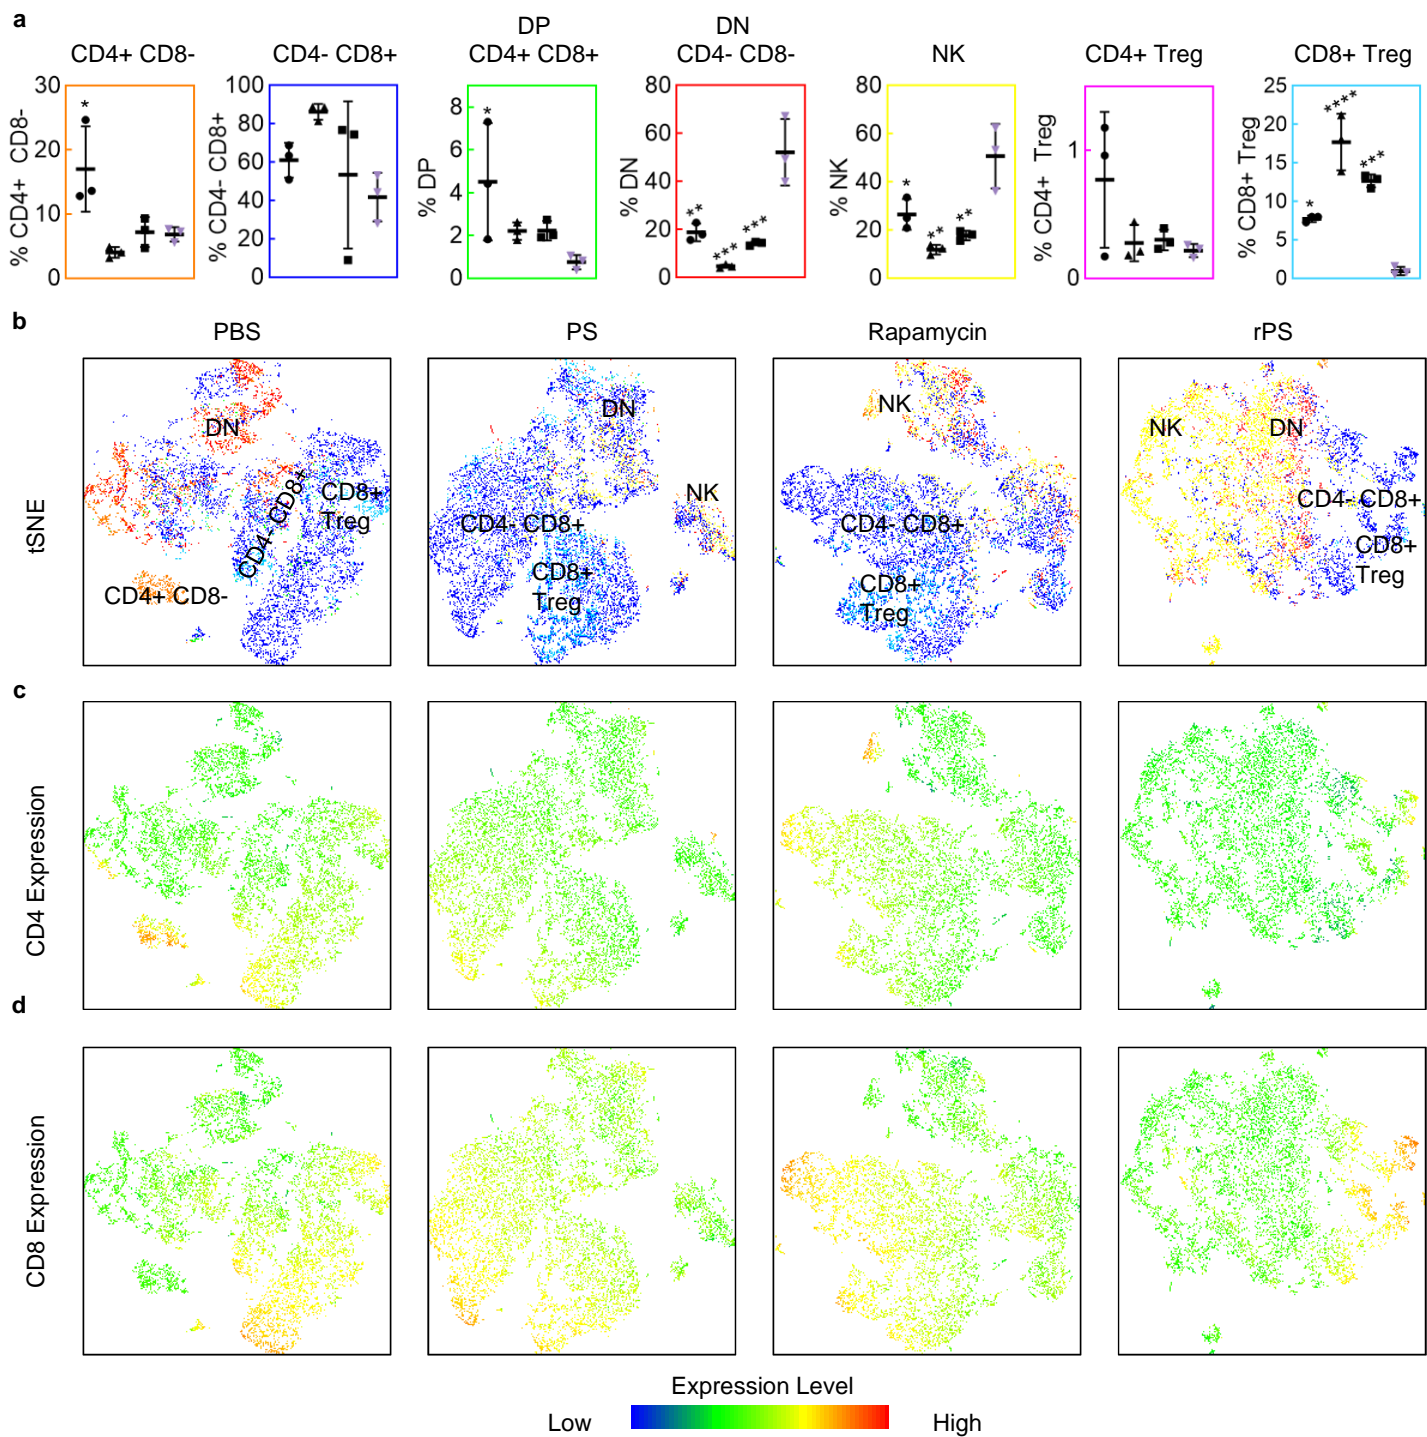 a
DP
DN
CD4+ CD8-
CD4- CD8+
CD4+ CD8+
CD4- CD8-
NK
CD4+ Treg
CD8+ Treg
% CD4+ CD8-
30
20
10
0
*
% CD4- CD8+
100
80
60
40
20
0
% DP
8
6
4
2
0
*
% DN
80
60
40
20
0
**
***
***
% NK
80
60
40
20
0
*
**
**
% CD4+ Treg
1
0
% CD8+ Treg
25
20
15
10
5
0
*
****
***
b
PBS
PS
Rapamycin
rPS
tSNE
DN
CD4- CD8+
CD8+
Treg
CD4+ CD8-
DN
NK
CD4- CD8+
CD8+
Treg
NK
CD4- CD8+
CD8+
Treg
NK
DN
CD4- CD8+
CD8+
Treg
c
CD4 Expression
d
CD8 Expression
Expression Level
Low
High